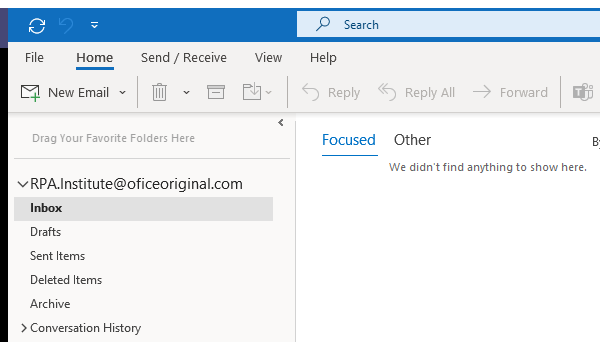 Search
File Home Send / Receive View Help
New Email Reply Reply All Forward
Drag Your Favorite Folders Here
Focused Other
We didn't find anything to show here.
RPA.Institute@oficeoriginal.com
Inbox
Drafts
Sent Items
Deleted Items
Archive
Conversation History